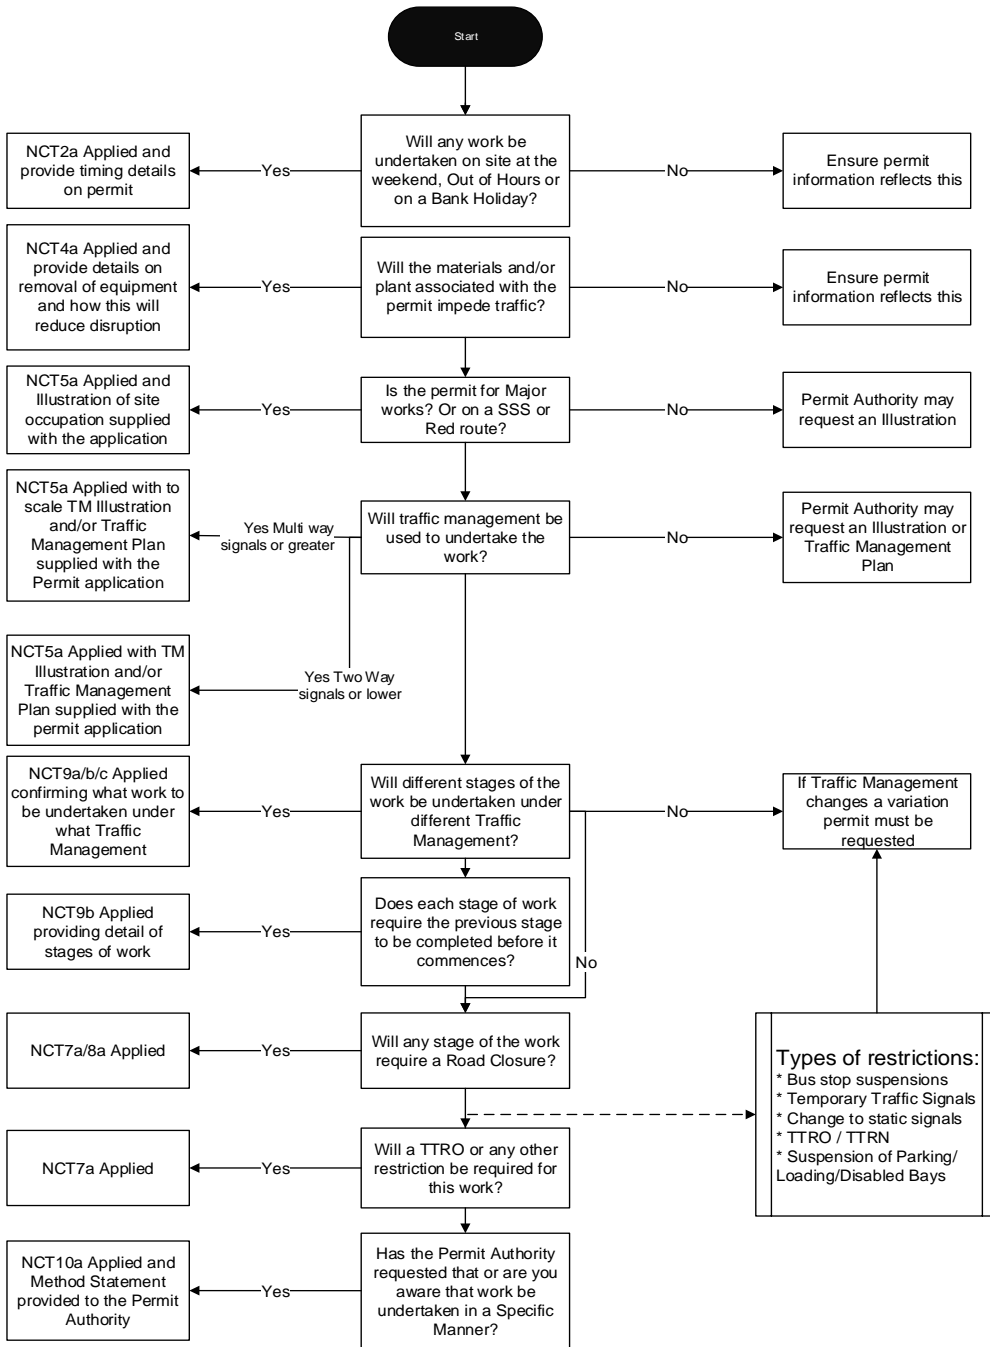 Start
Will any work be
undertaken on site at the
weekend, Out of Hours or
on a Bank Holiday?
Yes
NCT2a Applied and
provide timing details
on permit
No
Ensure permit
information reflects this
Will the materials and/or
plant associated with the
permit impede traffic?
Yes
NCT4a Applied and
provide details on
removal of equipment
and how this will
reduce disruption
No
Ensure permit
information reflects this
Is the permit for Major
works? Or on a SSS or
Red route?
Yes
NCT5a Applied and
Illustration of site
occupation supplied
with the application
No
Permit Authority may
request an Illustration
Will traffic management be
used to undertake the
work?
Yes Multi way
signals or greater
NCT5a Applied with to
scale TM Illustration
and/or Traffic
Management Plan
supplied with the
Permit application
No
Permit Authority may
request an Illustration or
Traffic Management
Plan
Yes Two Way
signals or lower
NCT5a Applied with TM
Illustration and/or
Traffic Management
Plan supplied with the
permit application
Will different stages of the
work be undertaken under
different Traffic
Management?
Yes
NCT9a/b/c Applied
confirming what work to
be undertaken under
what Traffic
Management
No
If Traffic Management
changes a variation
permit must be
requested
Does each stage of work
require the previous stage
to be completed before it
commences?
Yes
NCT9b Applied
providing detail of
stages of work
No
Will any stage of the work
require a Road Closure?
Yes
NCT7a/8a Applied
Types of restrictions:
* Bus stop suspensions
* Temporary Traffic Signals
* Change to static signals
* TTRO / TTRN
* Suspension of Parking/
Loading/Disabled Bays
Will a TTRO or any other
restriction be required for
this work?
Yes
NCT7a Applied
Has the Permit Authority
requested that or are you
aware that work be
undertaken in a Specific
Manner?
Yes
NCT10a Applied and
Method Statement
provided to the Permit
Authority